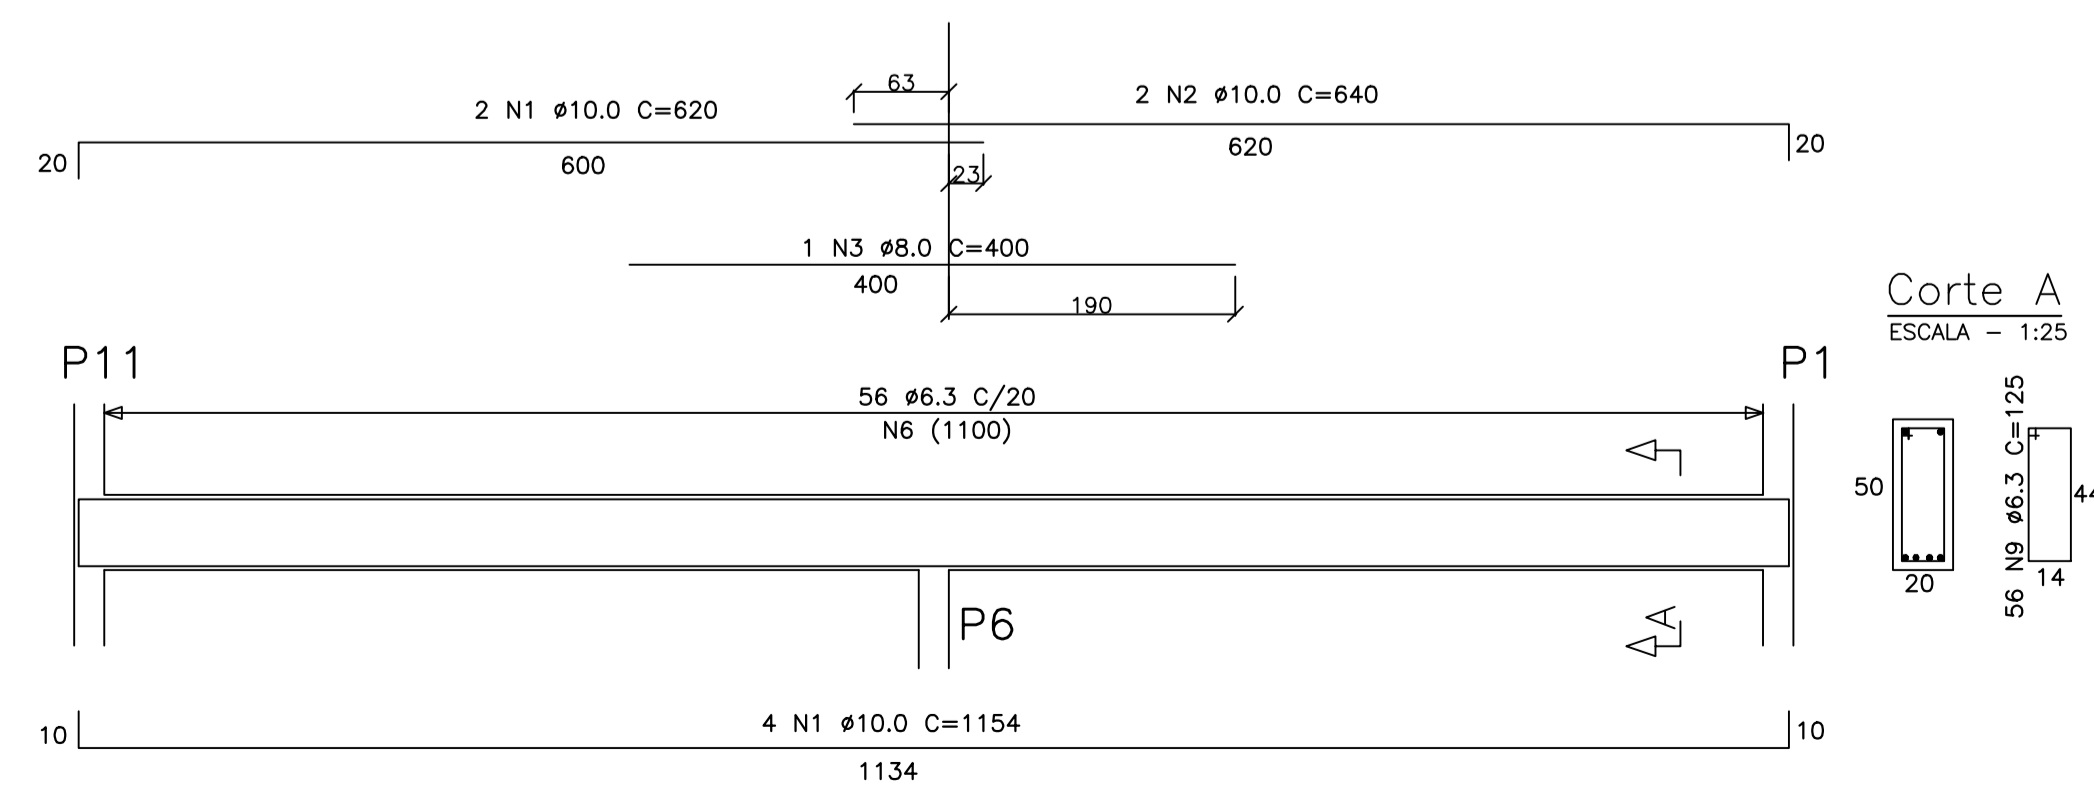 63
2 N1 ø10.0 C=620
2 N2 ø10.0 C=640
20
600
620
20
23
1 N3 ø8.0 C=400
400
190
Corte A
ESCALA - 1:25
P11
P1
56 ø6.3 C/20
N6 (1100)
50
20
56 N9 ø6.3 C=125
44
14
A
P6
10
4 N1 ø10.0 C=1154
10
1134